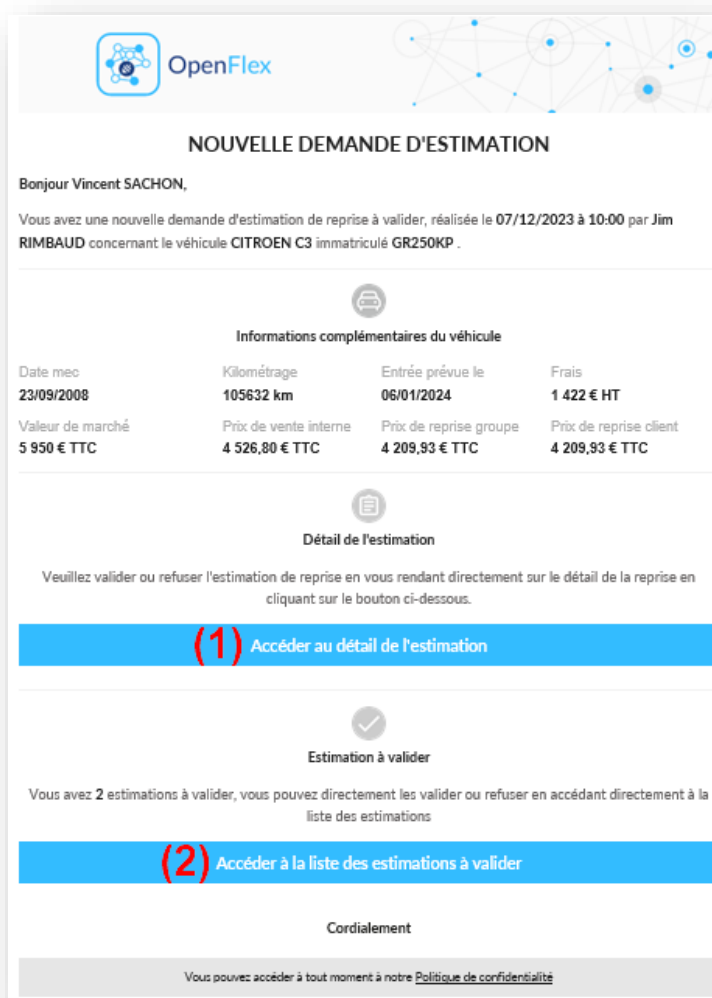 OpenFlex
NOUVELLE DEMANDE D'ESTIMATION
Bonjour Vincent SACHON,
Vous avez une nouvelle demande d'estimation de reprise à valider, réalisée le 07/12/2023 à 10:00 par Jim
RIMBAUD concernant le véhicule CITROEN C3 immatriculé GR250KP .
Informations complémentaires du véhicule
Date mec Kilométrage Entrée prévue le Frais
23/09/2008 105632 km 06/01/2024 1 422 € HT
Valeur de marché Prix de vente interne Prix de reprise groupe Prix de reprise client
5 950 € TTC 4 526,80 € TTC 4 209,93 € TTC 4 209,93 € TTC
Détail de l'estimation
Veuillez valider ou refuser l'estimation de reprise en vous rendant directement sur le détail de la reprise en
cliquant sur le bouton ci-dessous.
(1) Accéder au détail de l'estimation
Estimation à valider
Vous avez 2 estimations à valider, vous pouvez directement les valider ou refuser en accédant directement à la
liste des estimations
(2) Accéder à la liste des estimations à valider
Cordialement
Vous pouvez accéder à tout moment à notre Politique de confidentialité